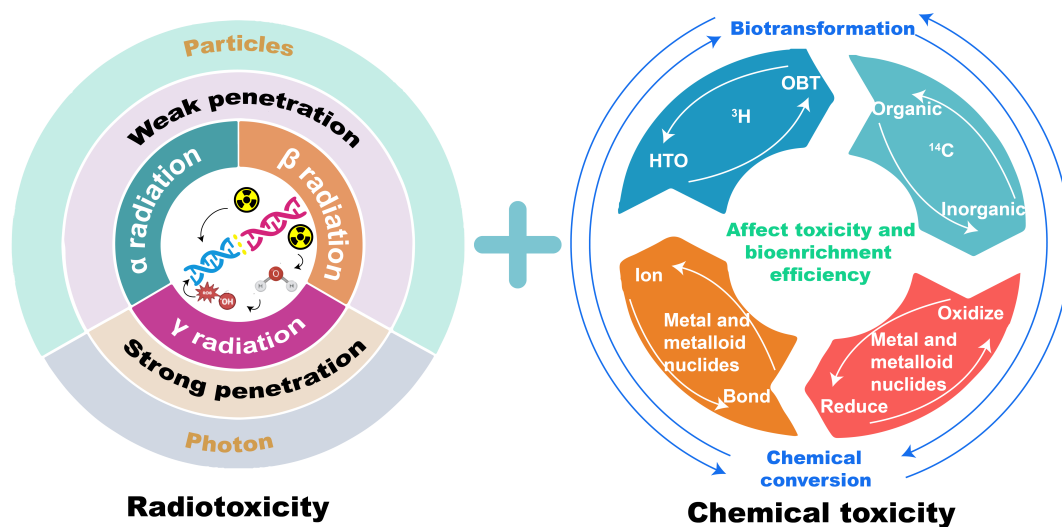 Particles
Weak penetration
α radiation
β radiation
γ radiation
OH
O
H
H
Strong penetration
Photon
Radiotoxicity
Biotransformation
OBT
³H
HTO
Organic
¹⁴C
Inorganic
Affect toxicity and
bioenrichment
efficiency
Ion
Metal and
metalloid
nuclides
Bond
Oxidize
Metal and
metalloid
nuclides
Reduce
Chemical
conversion
Chemical toxicity